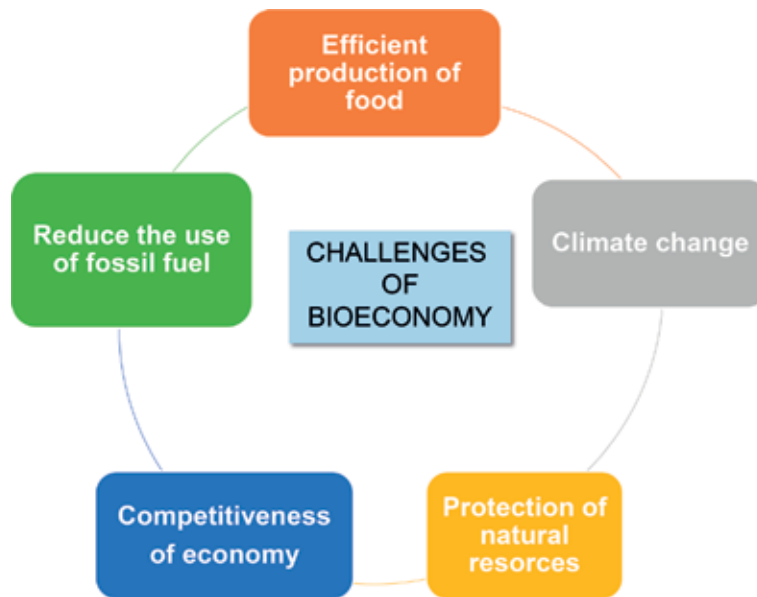 Efficient
production of
food
Reduce the use
of fossil fuel
CHALLENGES
OF
BIOECONOMY
Climate change
Competitiveness
of economy
Protection of
natural
resorces